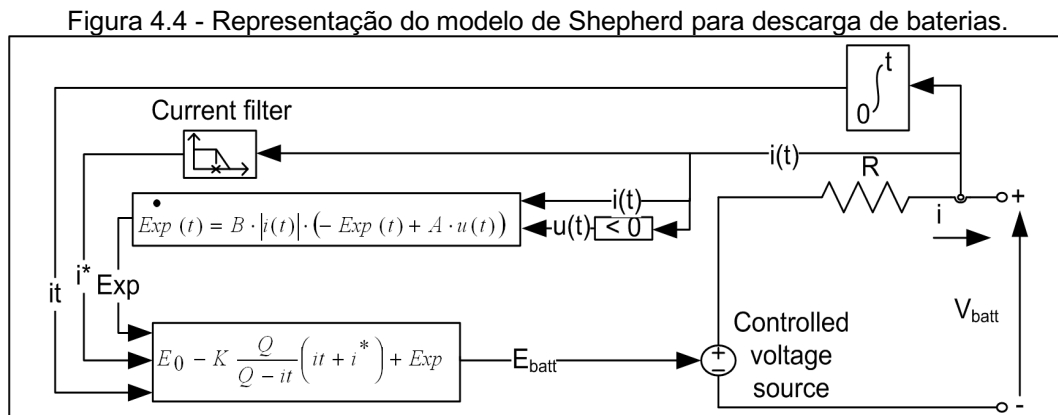 Figura 4.4 - Representação do modelo de Shepherd para descarga de baterias.
∫ t 0
Current filter
i(t)
R
+
i(t)
Exp (t) = B · |i(t)| · (− Exp (t) + A · u(t))
u(t)
< 0
i
it
i*
Exp
V_batt
E_0 − K Q/(Q − it) (it + i*) + Exp
E_batt
+
−
Controlled
voltage
source
-